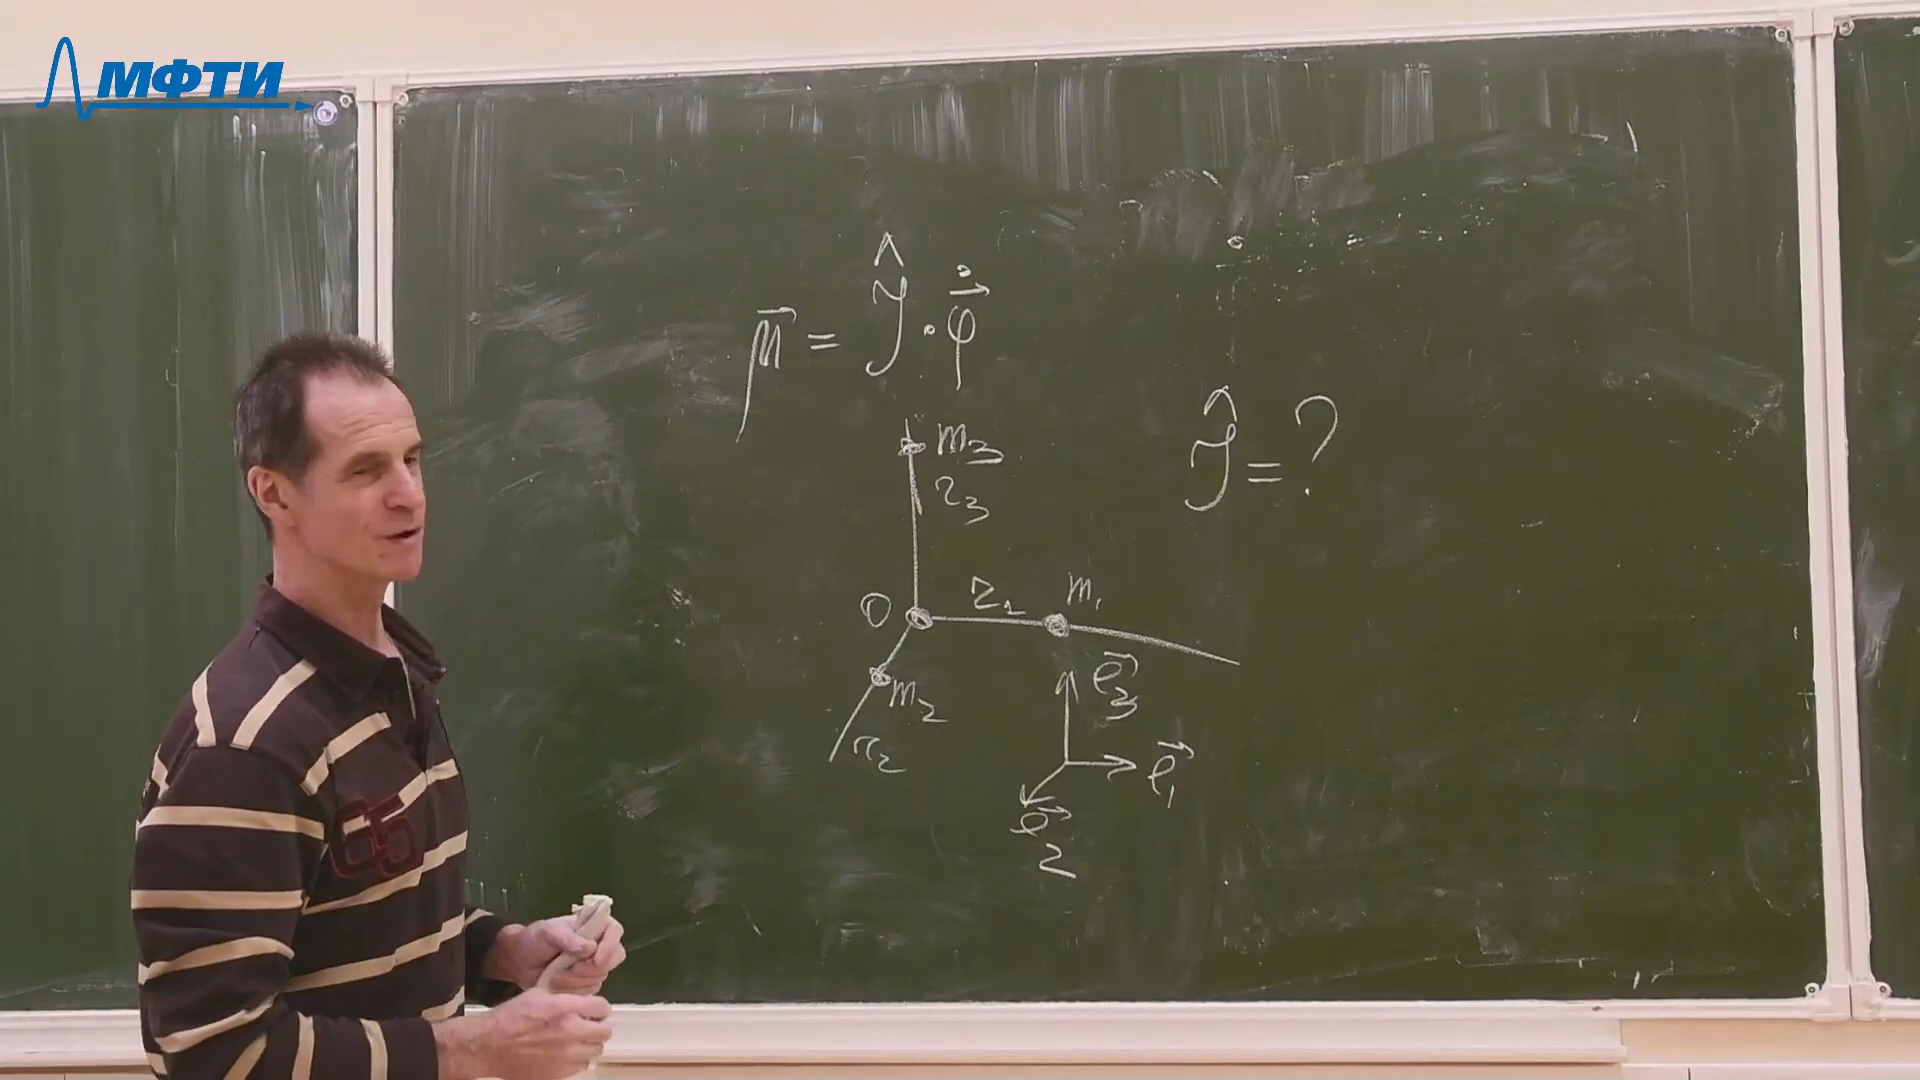 МФТИ
M⃗ = Ĵ · φ⃗̇
m₃
r₃
Ĵ = ?
O r₁ m₁
m₂
r₂
e⃗₃
e⃗₁
e⃗₂
65